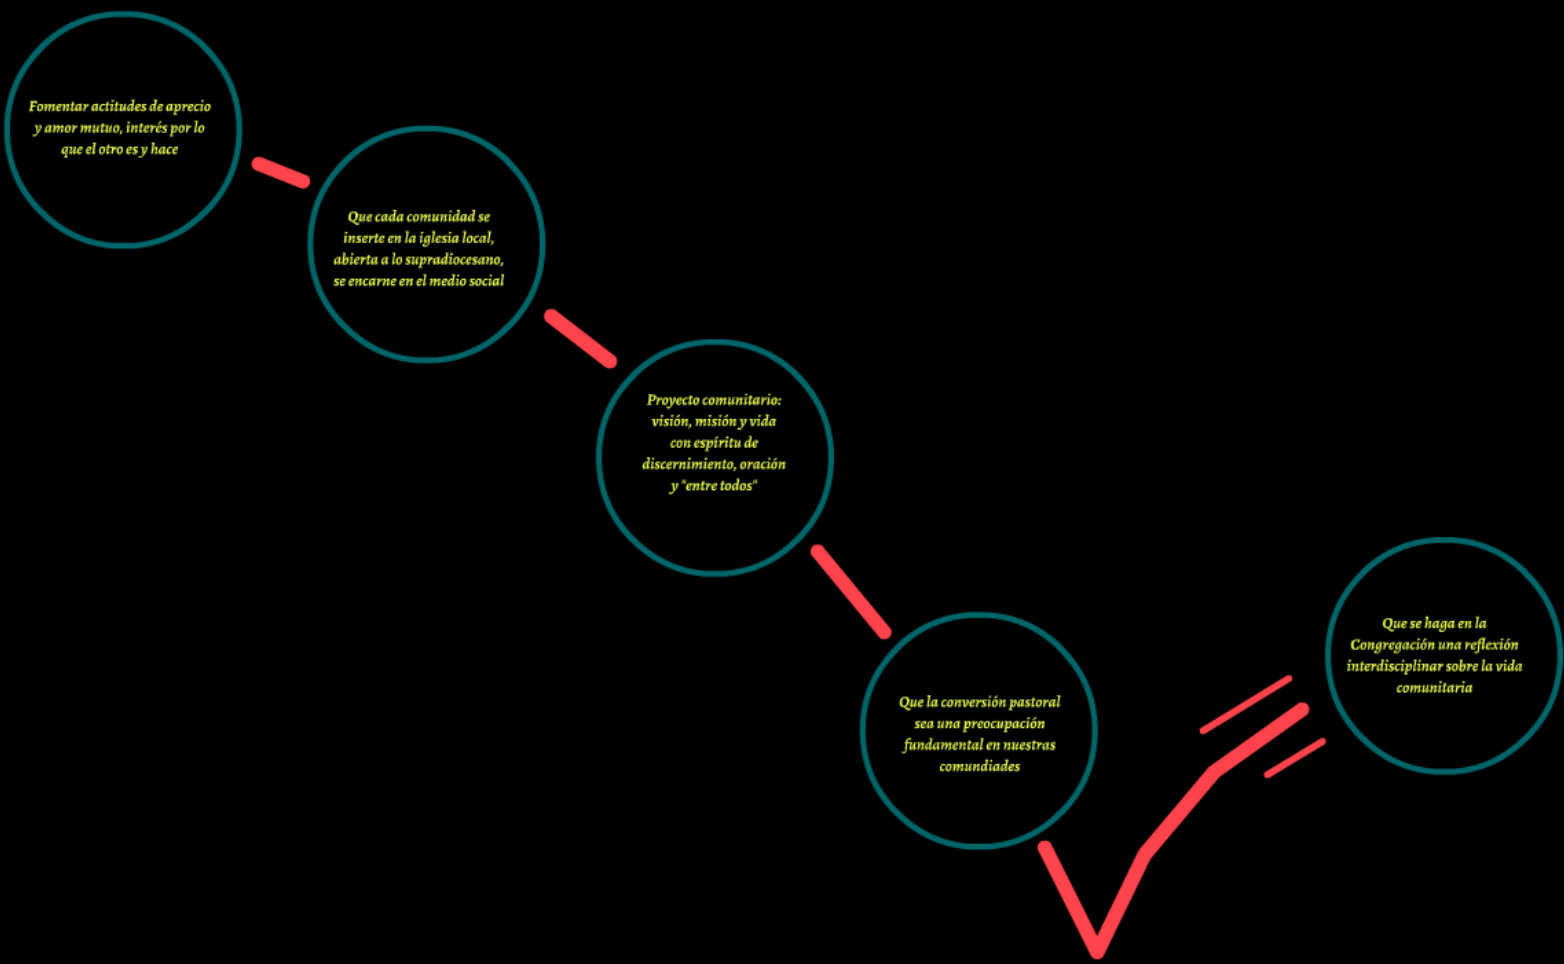 Fomentar actitudes de aprecio
y amor mutuo, interés por lo
que el otro es y hace
Que cada comunidad se
inserte en la iglesia local,
abierta a lo supradiocesano,
se encarne en el medio social
Proyecto comunitario:
visión, misión y vida
con espíritu de
discernimiento, oración
y "entre todos"
Que la conversión pastoral
sea una preocupación
fundamental en nuestras
comundiades
Que se haga en la
Congregación una reflexión
interdisciplinar sobre la vida
comunitaria